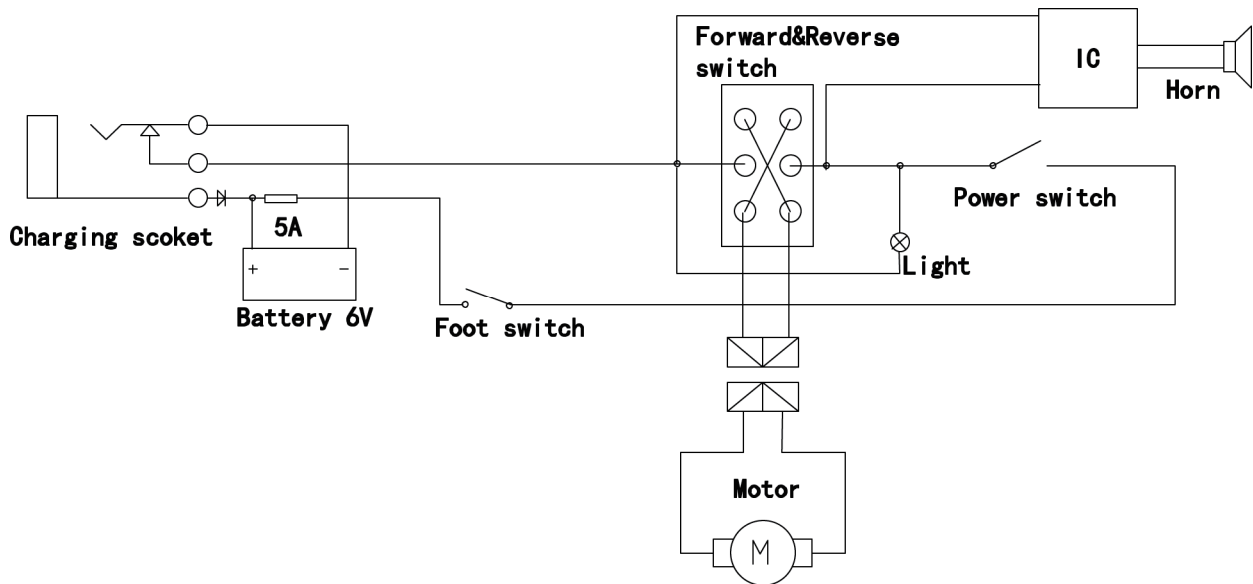 Forward&Reverse
switch
IC
Horn
Power switch
Charging scoket
5A
Light
+ -
Battery 6V
Foot switch
Motor
M